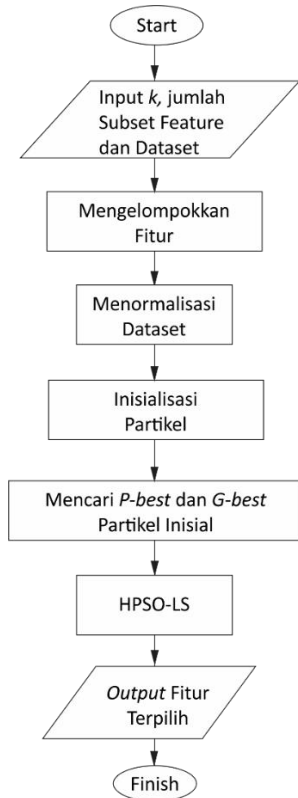 Start
Input k, jumlah
Subset Feature
dan Dataset
Mengelompokkan
Fitur
Menormalisasi
Dataset
Inisialisasi
Partikel
Mencari P-best dan G-best
Partikel Inisial
HPSO-LS
Output Fitur
Terpilih
Finish